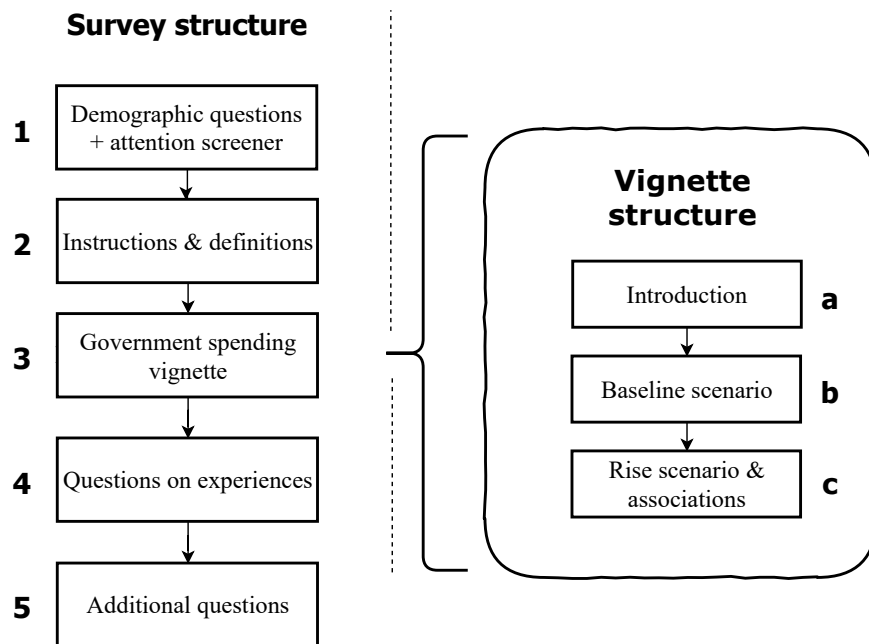 Survey structure
1
Demographic questions
+ attention screener
2
Instructions & definitions
3
Government spending
vignette
4
Questions on experiences
5
Additional questions
Vignette
structure
Introduction
a
Baseline scenario
b
Rise scenario &
associations
c